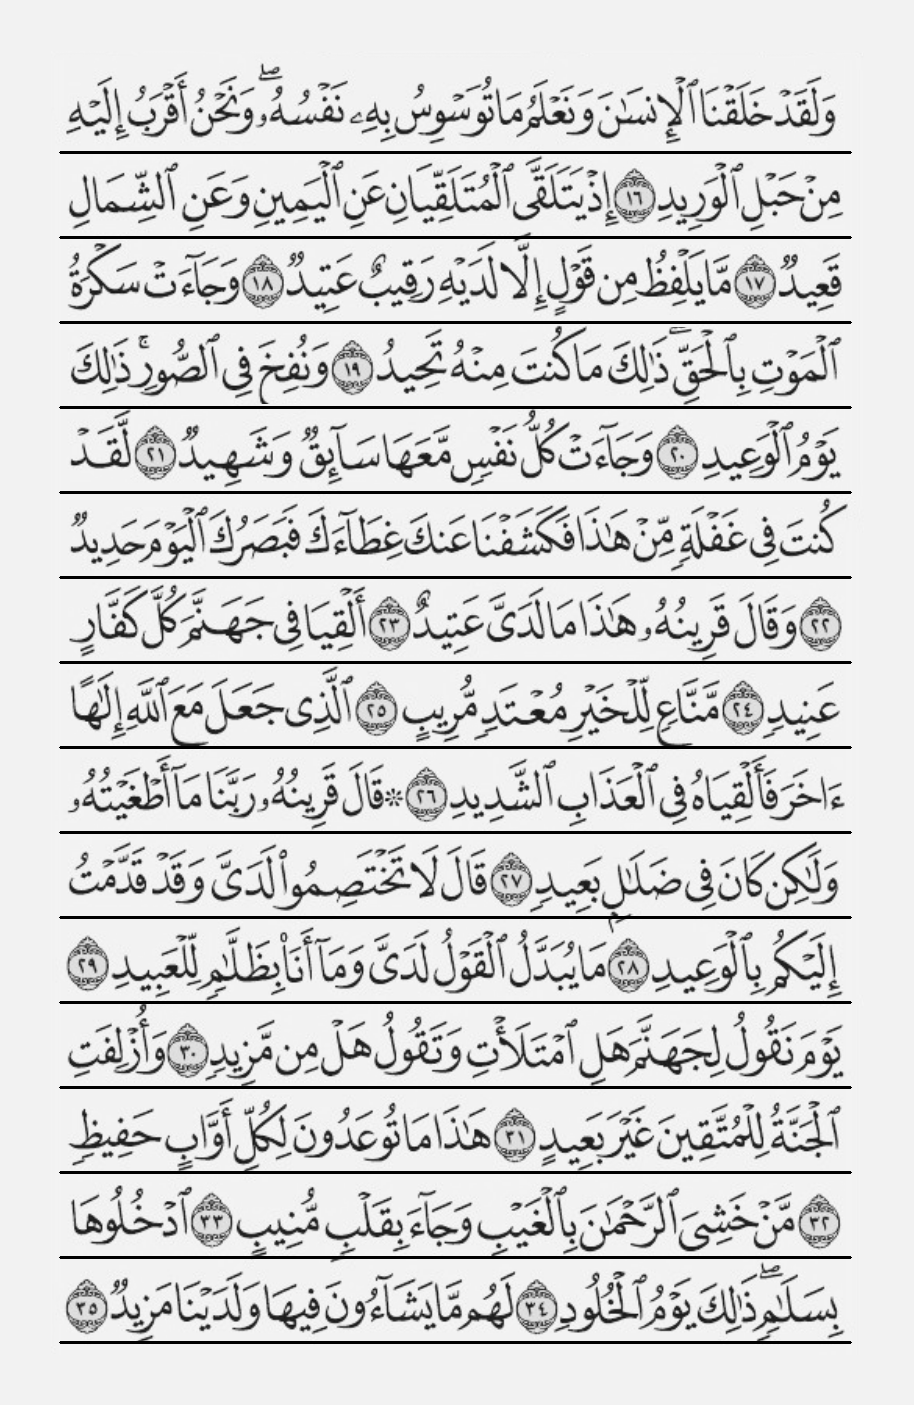 وَلَقَدْ خَلَقْنَا ٱلْإِنسَـٰنَ وَنَعْلَمُ مَا تُوَسْوِسُ بِهِۦ نَفْسُهُۥۖ وَنَحْنُ أَقْرَبُ إِلَيْهِ
مِنْ حَبْلِ ٱلْوَرِيدِ ١٦ إِذْ يَتَلَقَّى ٱلْمُتَلَقِّيَانِ عَنِ ٱلْيَمِينِ وَعَنِ ٱلشِّمَالِ
قَعِيدٌ ١٧ مَّا يَلْفِظُ مِن قَوْلٍ إِلَّا لَدَيْهِ رَقِيبٌ عَتِيدٌ ١٨ وَجَآءَتْ سَكْرَةُ
ٱلْمَوْتِ بِٱلْحَقِّۖ ذَٰلِكَ مَا كُنتَ مِنْهُ تَحِيدُ ١٩ وَنُفِخَ فِى ٱلصُّورِۚ ذَٰلِكَ
يَوْمُ ٱلْوَعِيدِ ٢٠ وَجَآءَتْ كُلُّ نَفْسٍ مَّعَهَا سَآئِقٌ وَشَهِيدٌ ٢١ لَّقَدْ
كُنتَ فِى غَفْلَةٍ مِّنْ هَـٰذَا فَكَشَفْنَا عَنكَ غِطَآءَكَ فَبَصَرُكَ ٱلْيَوْمَ حَدِيدٌ
٢٢ وَقَالَ قَرِينُهُۥ هَـٰذَا مَا لَدَىَّ عَتِيدٌ ٢٣ أَلْقِيَا فِى جَهَنَّمَ كُلَّ كَفَّارٍ
عَنِيدٍ ٢٤ مَّنَّاعٍ لِّلْخَيْرِ مُعْتَدٍ مُّرِيبٍ ٢٥ ٱلَّذِى جَعَلَ مَعَ ٱللَّهِ إِلَـٰهًا
ءَاخَرَ فَأَلْقِيَاهُ فِى ٱلْعَذَابِ ٱلشَّدِيدِ ٢٦ ۞ قَالَ قَرِينُهُۥ رَبَّنَا مَآ أَطْغَيْتُهُۥ
وَلَـٰكِن كَانَ فِى ضَلَـٰلٍۭ بَعِيدٍ ٢٧ قَالَ لَا تَخْتَصِمُوا۟ لَدَىَّ وَقَدْ قَدَّمْتُ
إِلَيْكُم بِٱلْوَعِيدِ ٢٨ مَا يُبَدَّلُ ٱلْقَوْلُ لَدَىَّ وَمَآ أَنَا۠ بِظَلَّـٰمٍ لِّلْعَبِيدِ ٢٩
يَوْمَ نَقُولُ لِجَهَنَّمَ هَلِ ٱمْتَلَأْتِ وَتَقُولُ هَلْ مِن مَّزِيدٍ ٣٠ وَأُزْلِفَتِ
ٱلْجَنَّةُ لِلْمُتَّقِينَ غَيْرَ بَعِيدٍ ٣١ هَـٰذَا مَا تُوعَدُونَ لِكُلِّ أَوَّابٍ حَفِيظٍ
٣٢ مَّنْ خَشِىَ ٱلرَّحْمَـٰنَ بِٱلْغَيْبِ وَجَآءَ بِقَلْبٍ مُّنِيبٍ ٣٣ ٱدْخُلُوهَا
بِسَلَـٰمٍۖ ذَٰلِكَ يَوْمُ ٱلْخُلُودِ ٣٤ لَهُم مَّا يَشَآءُونَ فِيهَا وَلَدَيْنَا مَزِيدٌ ٣٥